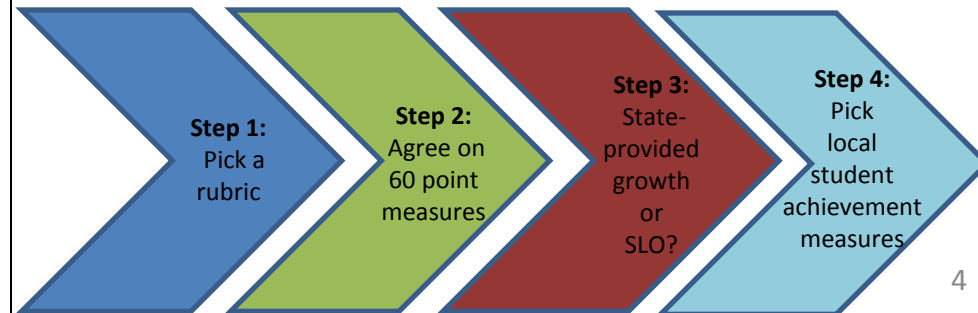 Step 1:
Pick a
rubric
Step 2:
Agree on
60 point
measures
Step 3:
State-
provided
growth
or
SLO?
Step 4:
Pick
local
student
achievement
measures
4